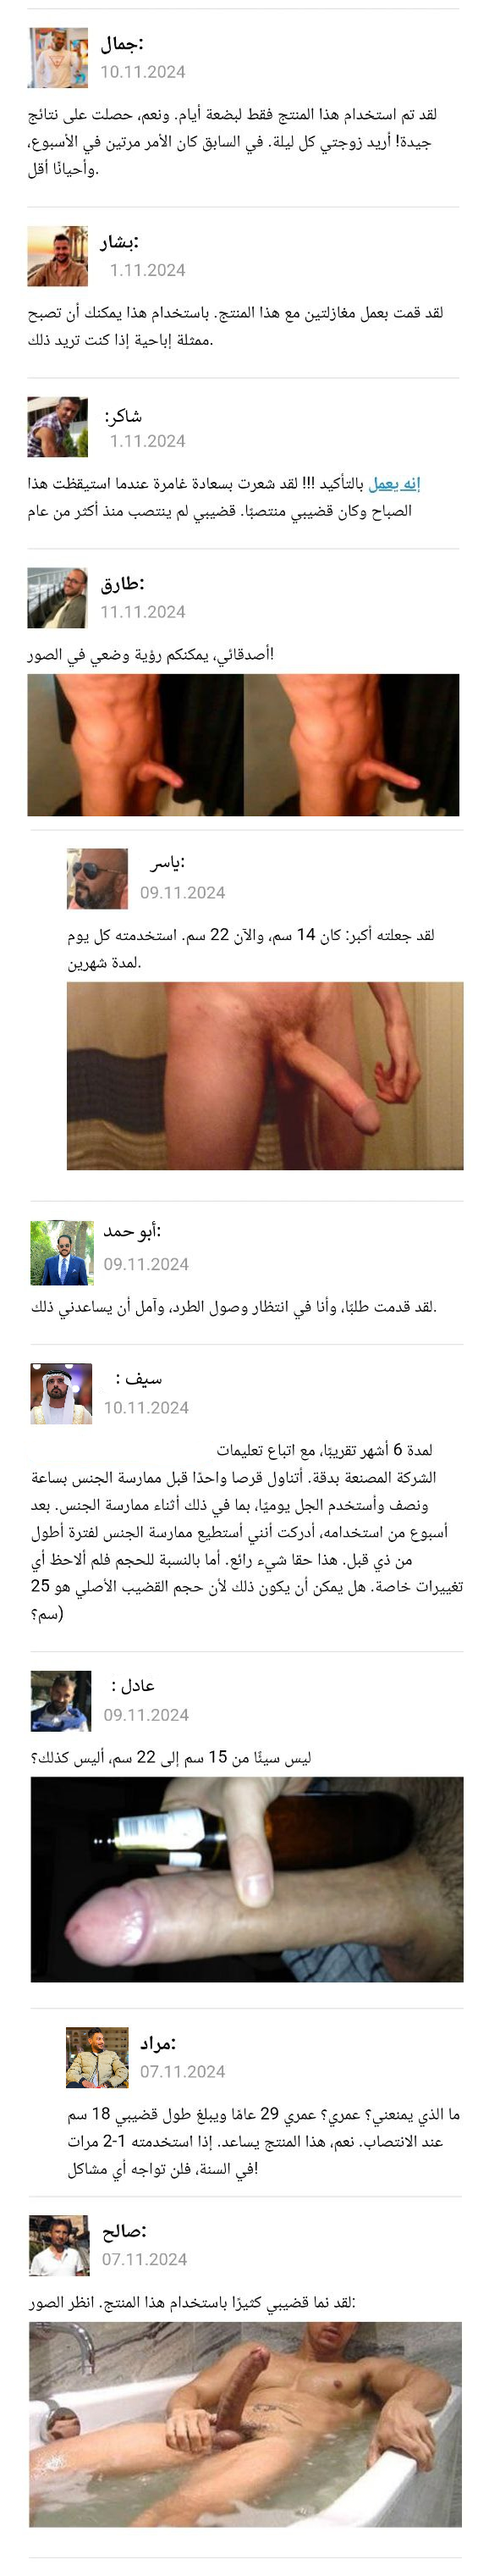 جمال:
10.11.2024
لقد تم استخدام هذا المنتج فقط لبضعة أيام. ونعم، حصلت على نتائج
جيدة! أريد زوجتي كل ليلة. في السابق كان الأمر مرتين في الأسبوع،
وأحيانًا أقل.
بشار:
1.11.2024
لقد قمت بعمل مغازلتين مع هذا المنتج. باستخدام هذا يمكنك أن تصبح
ممثلة إباحية إذا كنت تريد ذلك.
شاكر:
1.11.2024
إنه يعمل بالتأكيد !!! لقد شعرت بسعادة غامرة عندما استيقظت هذا
الصباح وكان قضيبي منتصبًا. قضيبي لم ينتصب منذ أكثر من عام
طارق:
11.11.2024
أصدقائي، يمكنكم رؤية وضعي في الصور!
ياسر:
09.11.2024
لقد جعلته أكبر: كان 14 سم، والآن 22 سم. استخدمته كل يوم
لمدة شهرين.
أبو حمد:
09.11.2024
لقد قدمت طلبًا، وأنا في انتظار وصول الطرد، وآمل أن يساعدني ذلك.
سيف :
10.11.2024
لمدة 6 أشهر تقريبًا، مع اتباع تعليمات
الشركة المصنعة بدقة. أتناول قرصا واحدًا قبل ممارسة الجنس بساعة
ونصف وأستخدم الجل يوميًا، بما في ذلك أثناء ممارسة الجنس. بعد
أسبوع من استخدامه، أدركت أنني أستطيع ممارسة الجنس لفترة أطول
من ذي قبل. هذا حقا شيء رائع. أما بالنسبة للحجم فلم ألاحظ أي
تغييرات خاصة. هل يمكن أن يكون ذلك لأن حجم القضيب الأصلي هو 25
سم؟)
عادل :
09.11.2024
ليس سيئًا من 15 سم إلى 22 سم، أليس كذلك؟
مراد:
07.11.2024
ما الذي يمنعني؟ عمري؟ عمري 29 عامًا ويبلغ طول قضيبي 18 سم
عند الانتصاب. نعم، هذا المنتج يساعد. إذا استخدمته 1-2 مرات
في السنة، فلن تواجه أي مشاكل!
صالح:
07.11.2024
لقد نما قضيبي كثيرًا باستخدام هذا المنتج. انظر الصور: